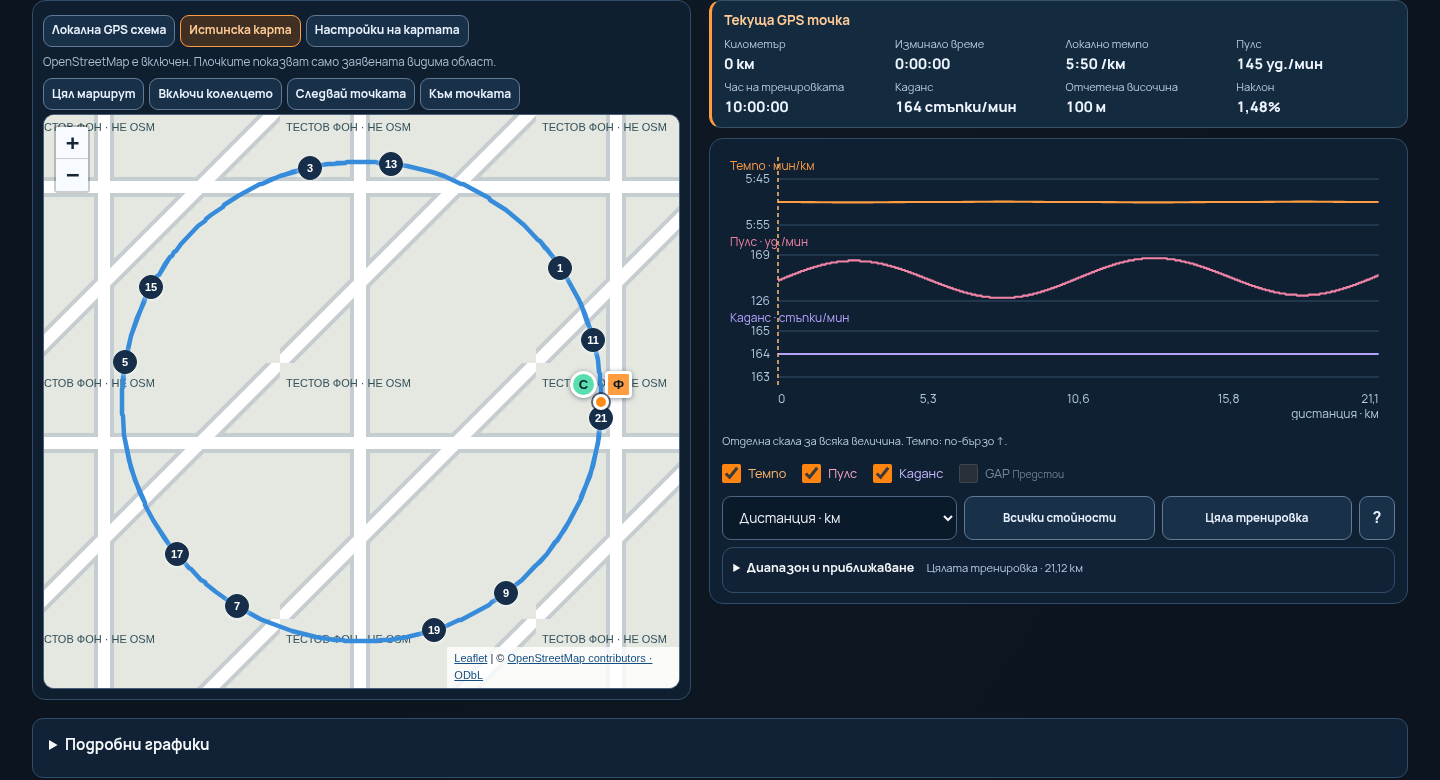 Локална GPS схема
Истинска карта
Настройки на картата
OpenStreetMap е включен. Плочките показват само заявената видима област.
Цял маршрут
Включи колелцето
Следвай точката
Към точката
СТОВ ФОН · НЕ OSM
ТЕСТОВ ФОН · НЕ OSM
ТЕСТОВ ФОН · НЕ OSM
+
−
3
13
1
15
11
5
СТОВ ФОН · НЕ OSM
ТЕСТОВ ФОН · НЕ OSM
С
Ф
Е OSM
21
17
9
7
19
СТОВ ФОН · НЕ OSM
ТЕСТОВ ФОН · НЕ OSM
ТЕСТОВ ФОН · НЕ OSM
Leaflet | © OpenStreetMap contributors ·
ODbL
Текуща GPS точка
Километър
0 км
Изминало време
0:00:00
Локално темпо
5:50 /км
Пулс
145 уд./мин
Час на тренировката
10:00:00
Каданс
164 стъпки/мин
Отчетена височина
100 м
Наклон
1,48%
Темпо · мин/км
5:45
5:55
Пулс · уд./мин
169
126
Каданс · стъпки/мин
165
164
163
0 5,3 10,6 15,8 21,1
дистанция · км
Отделна скала за всяка величина. Темпо: по-бързо ↑.
Темпо
Пулс
Каданс
GAP Предстои
Дистанция · км
Всички стойности
Цяла тренировка
?
Диапазон и приближаване Цялата тренировка · 21,12 км
Подробни графики